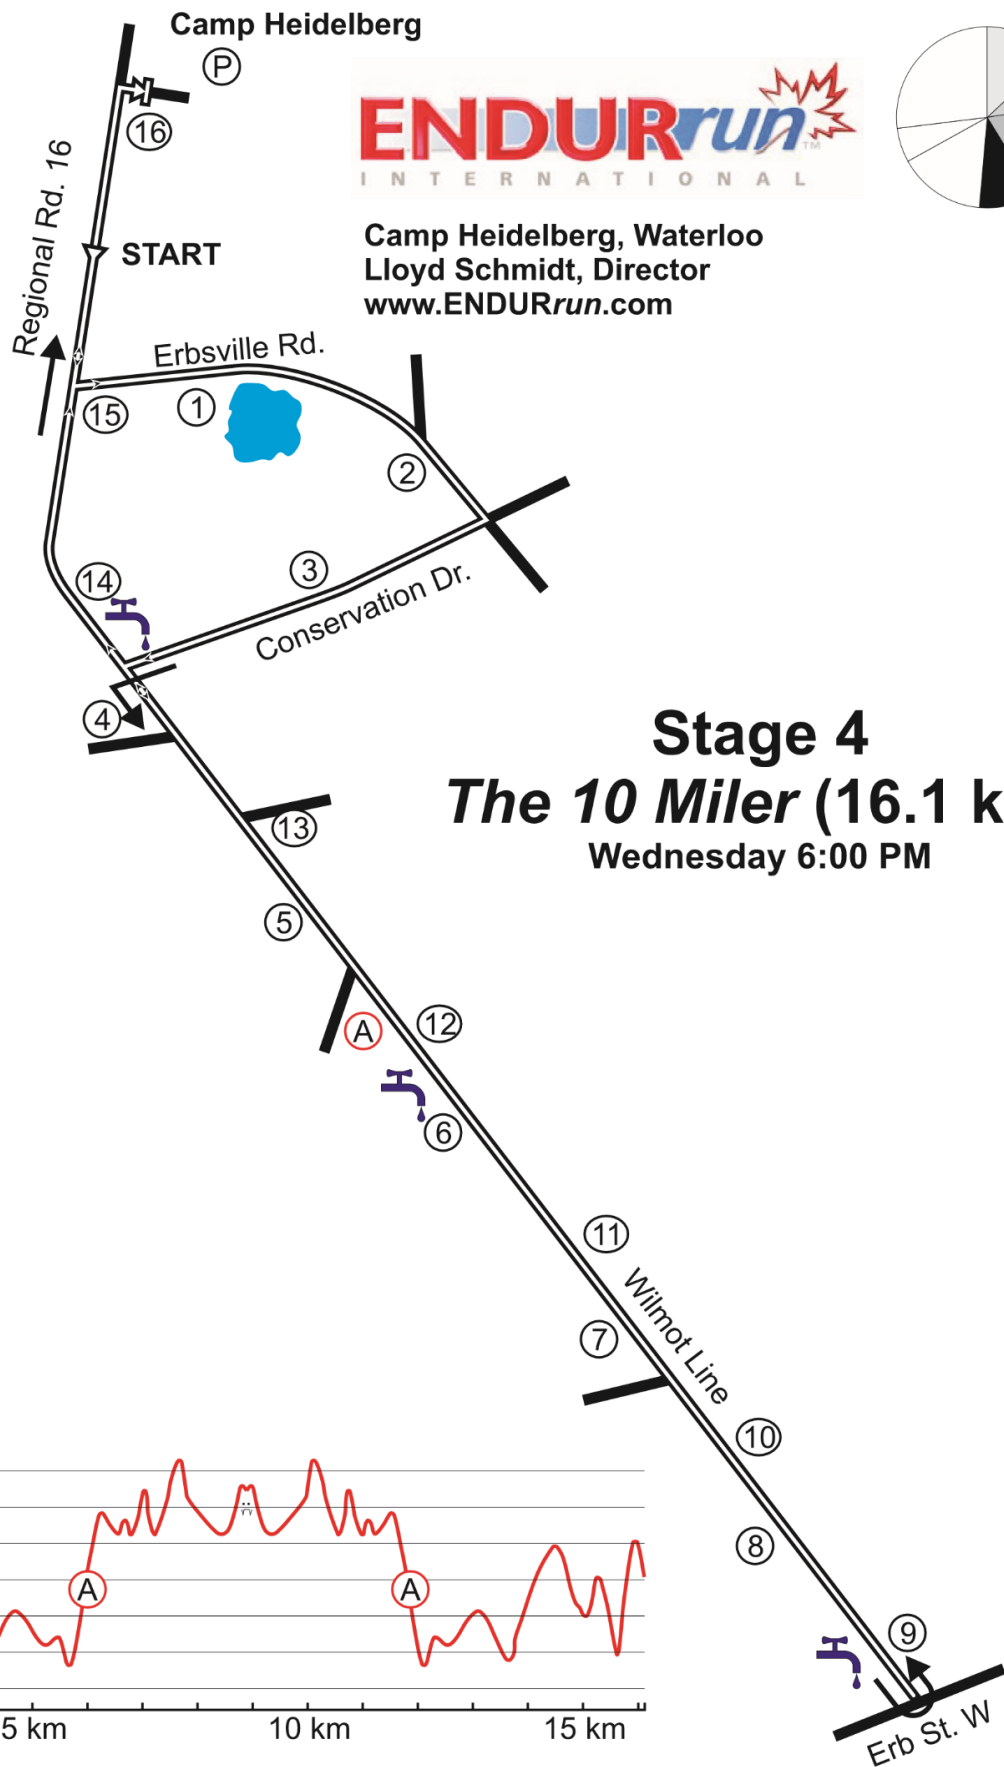 Camp Heidelberg
P
16
ENDURrun™
INTERNATIONAL
Regional Rd. 16
START
Camp Heidelberg, Waterloo
Lloyd Schmidt, Director
www.ENDURrun.com
Erbsville Rd.
15
1
2
3
14
Conservation Dr.
4
Stage 4
The 10 Miler (16.1 k
Wednesday 6:00 PM
13
5
A
12
6
11
7
Wilmot Line
10
8
9
Erb St. W
A
A
5 km
10 km
15 km